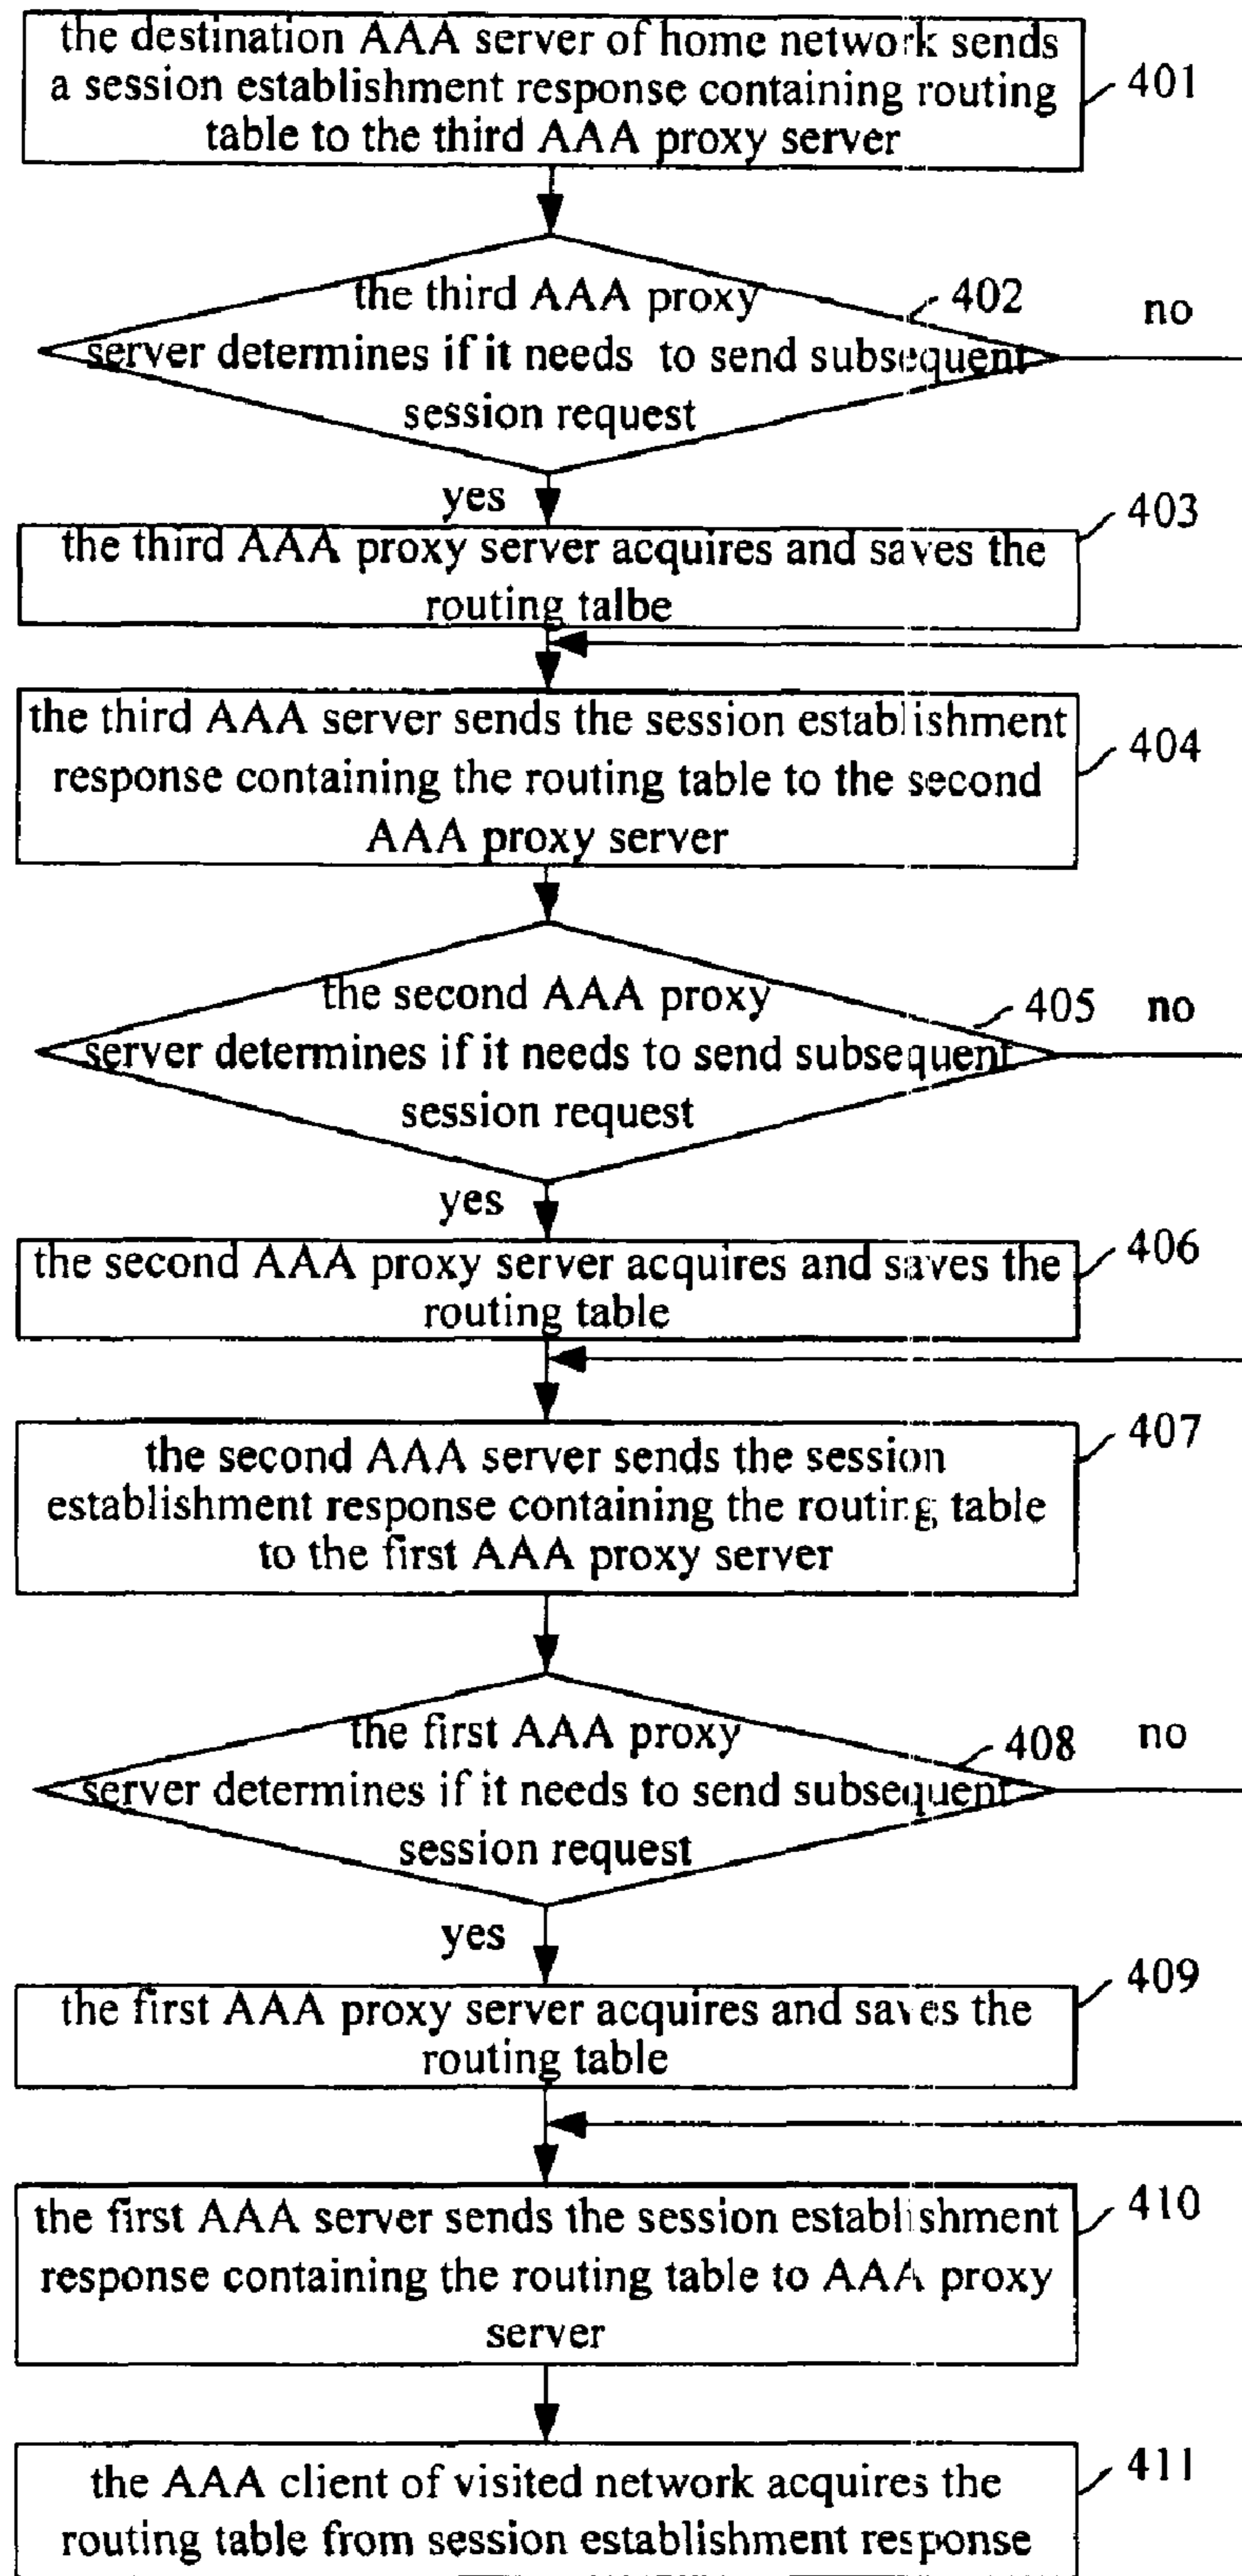 the destination AAA server of home network sends
a session establishment response containing routing
table to the third AAA proxy server
401
the third AAA proxy
server determines if it needs to send subsequent
session request
402
no
yes
403
the third AAA proxy server acquires and saves the
routing talbe
the third AAA server sends the session establishment
response containing the routing table to the second
AAA proxy server
404
the second AAA proxy
server determines if it needs to send subsequent
session request
405
no
yes
406
the second AAA proxy server acquires and saves the
routing table
407
the second AAA server sends the session
establishment response containing the routing table
to the first AAA proxy server
the first AAA proxy
server determines if it needs to send subsequent
session request
408
no
yes
409
the first AAA proxy server acquires and saves the
routing table
410
the first AAA server sends the session establishment
response containing the routing table to AAA proxy
server
411
the AAA client of visited network acquires the
routing table from session establishment response